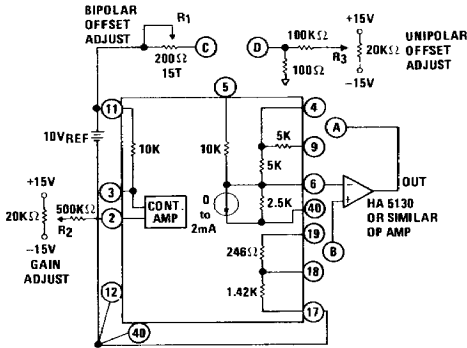 BIPOLAR
OFFSET
ADJUST
R1
200Ω
15T
C
D
100KΩ
R3
100Ω
+15V
20KΩ
-15V
UNIPOLAR
OFFSET
ADJUST
5
11
4
9
10VREF
10K
10K
5K
5K
A
3
2
CONT.
AMP
0
to
2mA
2.5K
6
40
OUT
HA 5130
OR SIMILAR
OP AMP
B
+15V
20KΩ
500KΩ
R2
-15V
GAIN
ADJUST
246Ω
19
18
1.42K
17
12
40